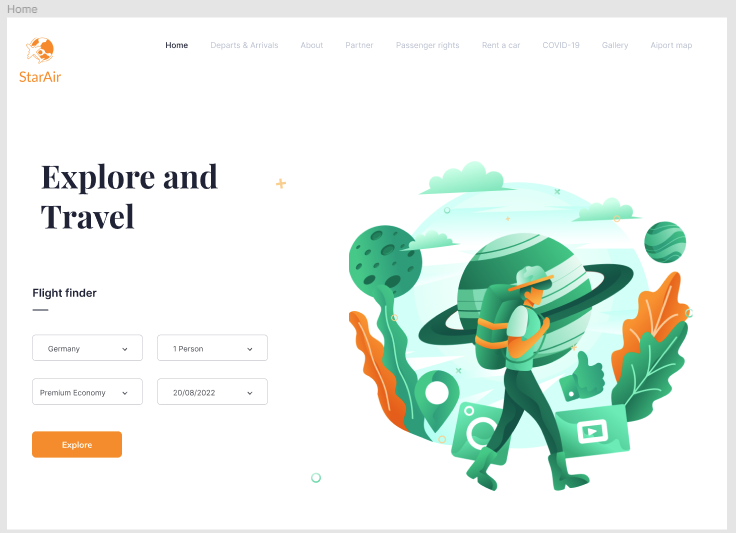 Home
StarAir
Home
Departs & Arrivals
About
Partner
Passenger rights
Rent a car
COVID-19
Gallery
Aiport map
Explore and
Travel
Flight finder
Germany
1 Person
Premium Economy
20/08/2022
Explore